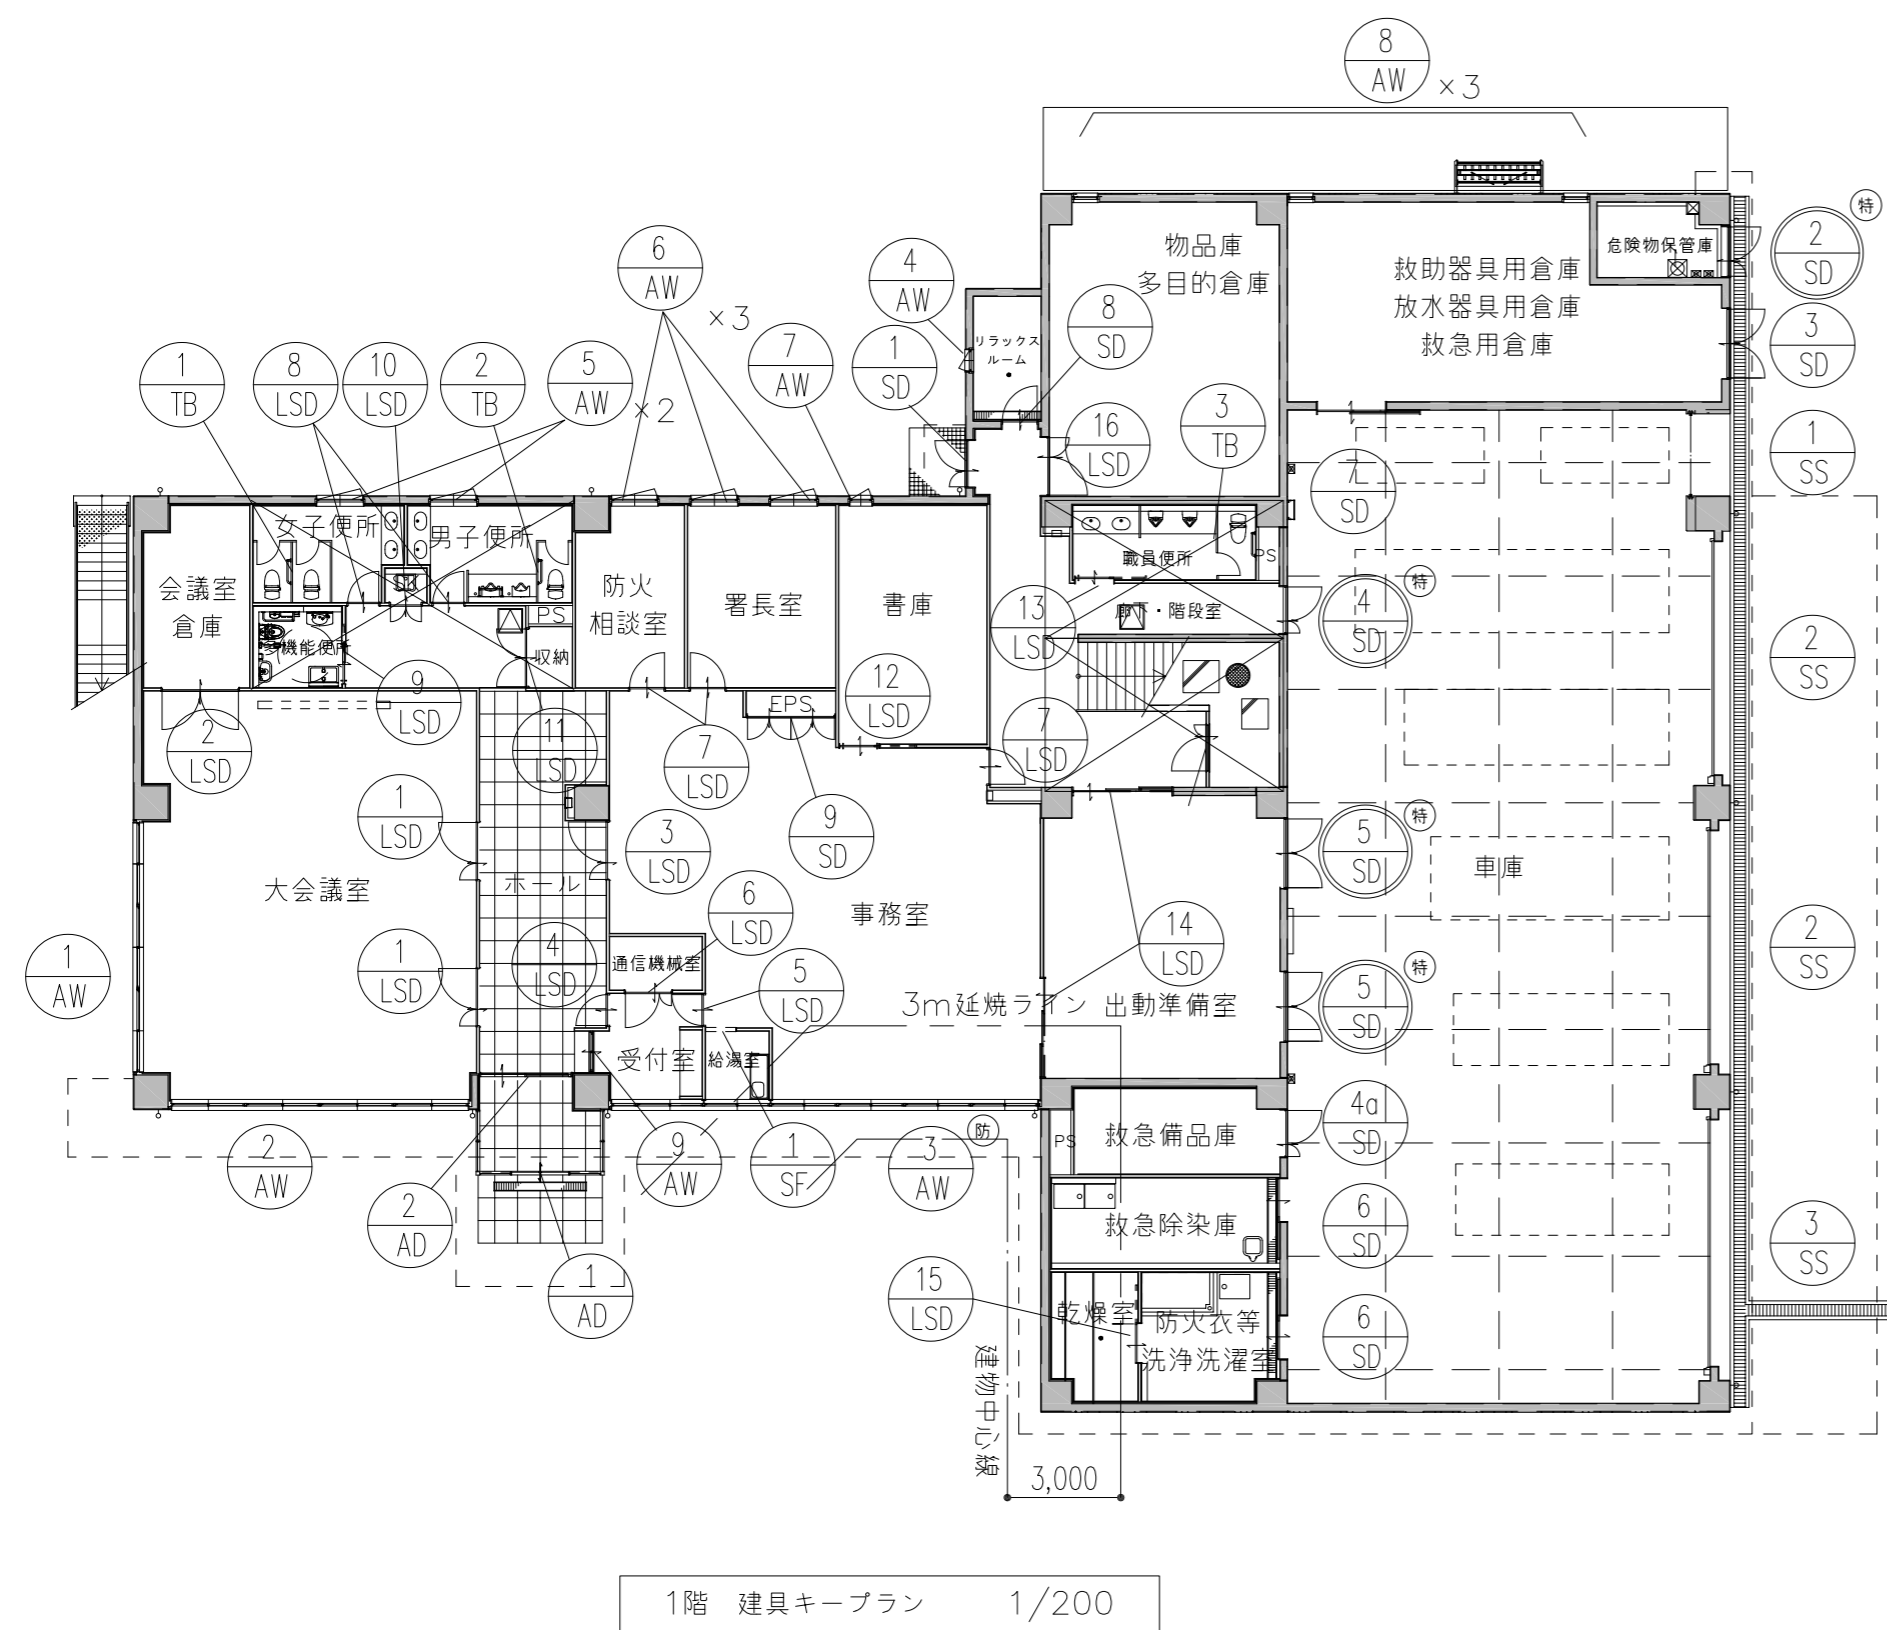 8
AW
×3
特
2
SD
6
AW
×3
4
AW
物品庫
多目的倉庫
救助器具用倉庫
放水器具用倉庫
救急用倉庫
危険物保管庫
8
SD
3
SD
リラックス
ルーム
1
TB
8
LSD
10
LSD
2
TB
5
AW
×2
7
AW
1
SD
16
LSD
3
TB
1
SS
7
SD
女子便所
男子便所
SK
会議室
倉庫
防火
相談室
署長室
書庫
職員便所
PS
13
LSD
廊下・階段室
特
4
SD
2
SS
多機能便所
PS
収納
9
LSD
2
LSD
11
LSD
EPS
12
LSD
7
LSD
7
LSD
1
LSD
3
LSD
9
SD
特
5
SD
車庫
大会議室
ホール
事務室
6
LSD
1
AW
1
LSD
4
LSD
通信機械室
5
LSD
14
LSD
2
SS
特
5
SD
3m延焼ライン
出動準備室
受付室
給湯室
2
AW
9
AW
1
SF
防
3
AW
PS
救急備品庫
4a
SD
2
AD
救急除染庫
6
SD
3
SS
1
AD
15
LSD
乾燥室
防火衣等
洗浄洗濯室
6
SD
建物中心線
3,000
1階 建具キープラン 1/200